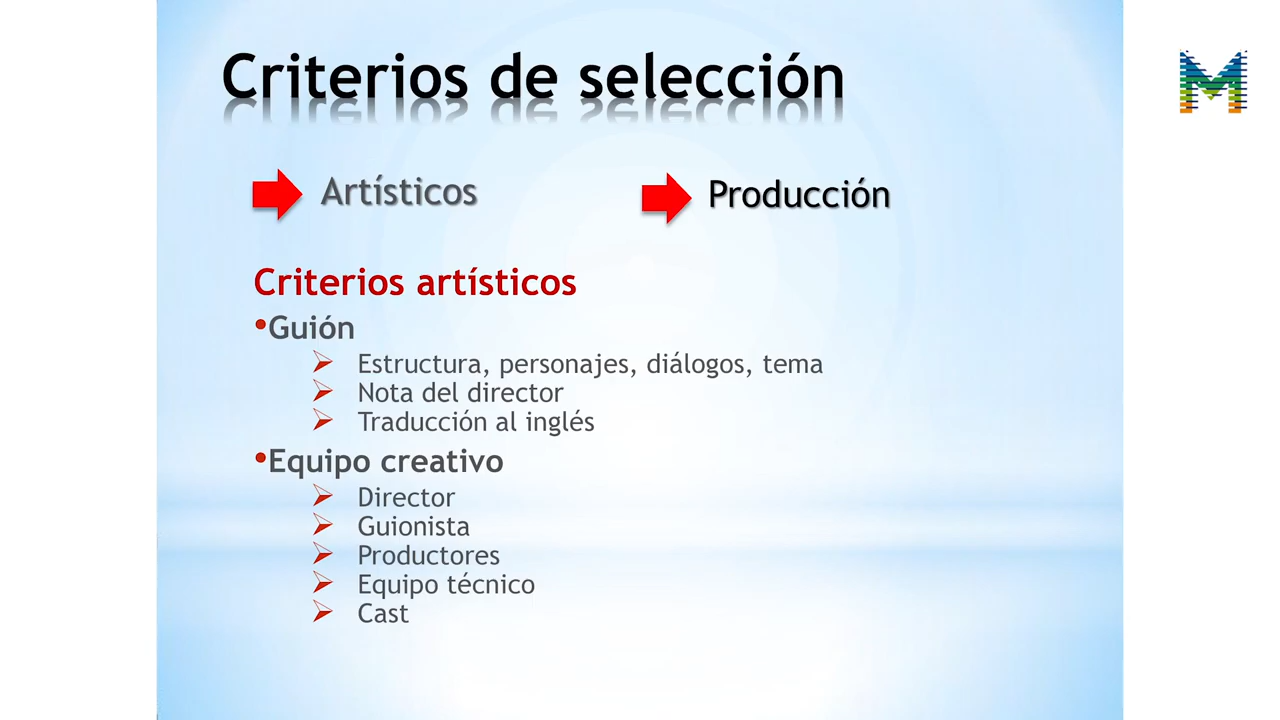 Criterios de selección
Artísticos
Producción
Criterios artísticos
•Guión
Estructura, personajes, diálogos, tema
Nota del director
Traducción al inglés
•Equipo creativo
Director
Guionista
Productores
Equipo técnico
Cast
M